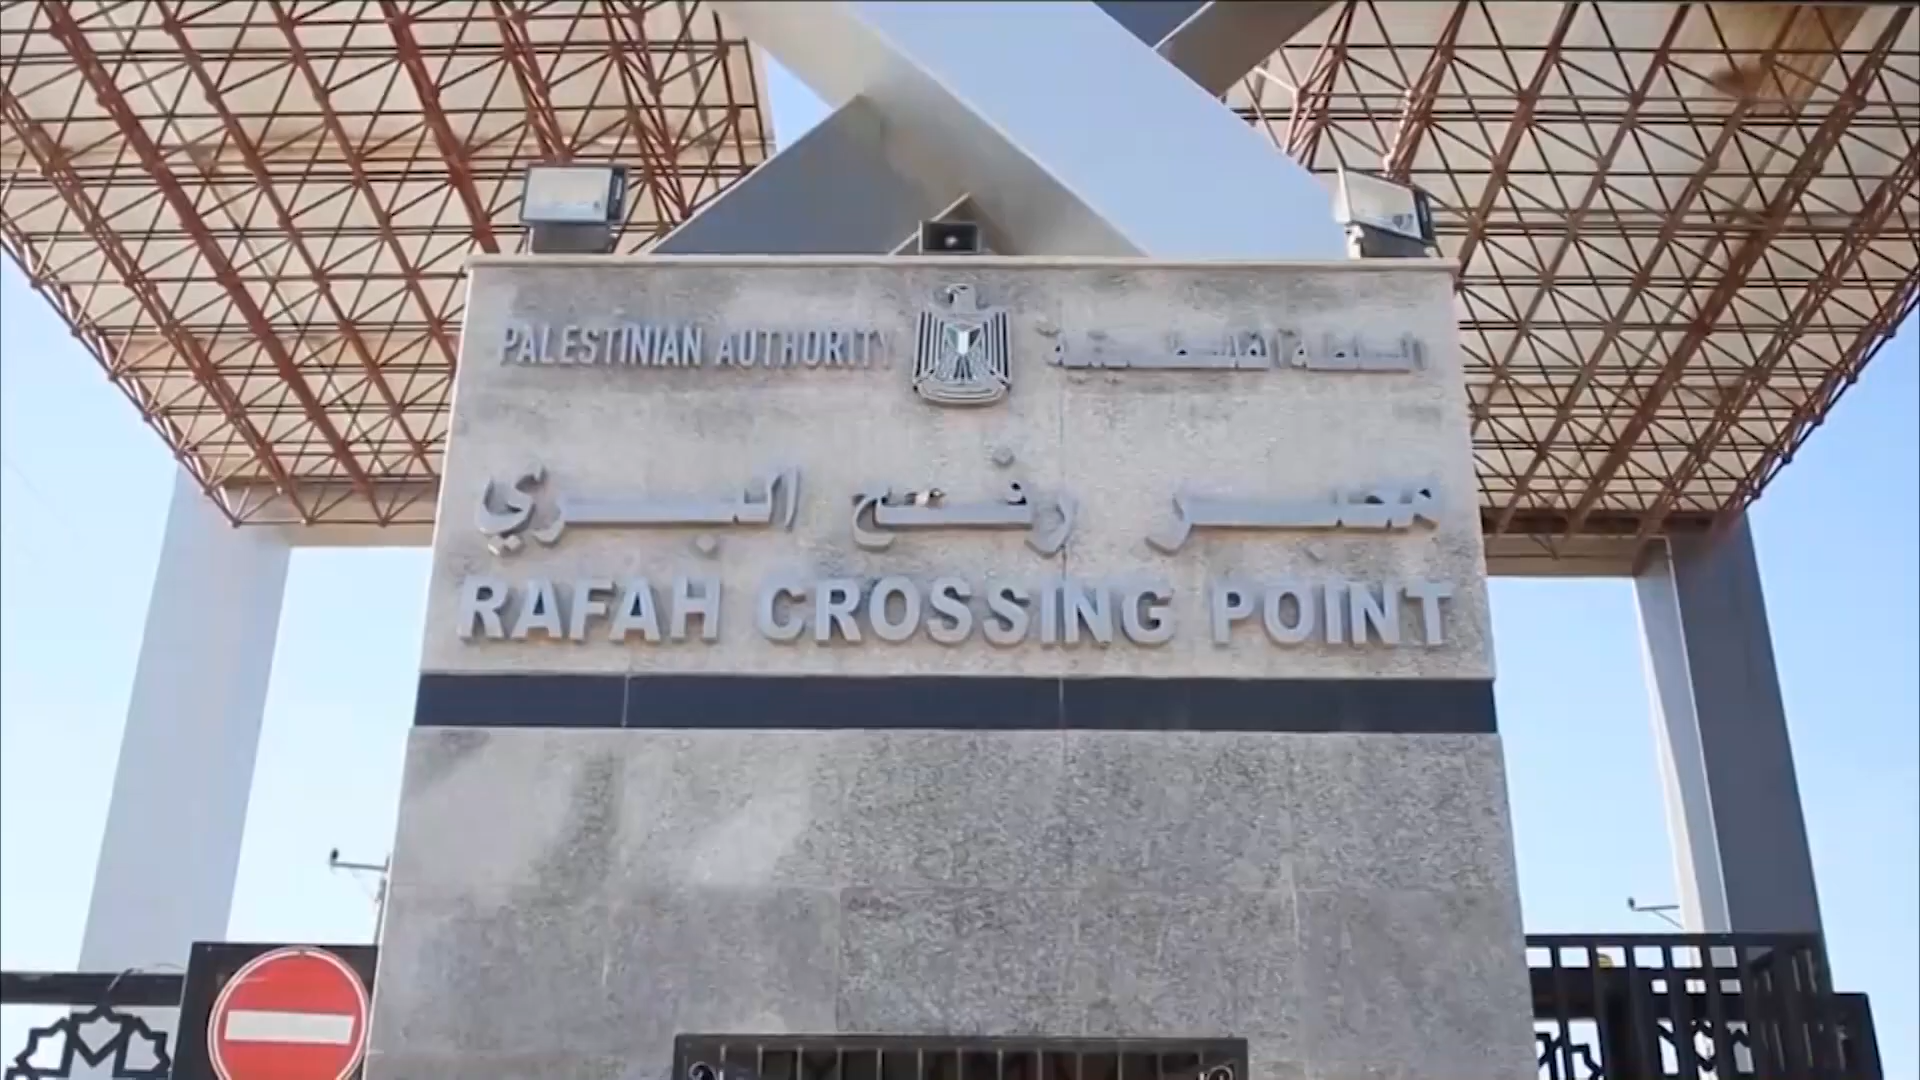 PALESTINIAN AUTHORITY السلطة الفلسطينية
معبر رفح البري
RAFAH CROSSING POINT